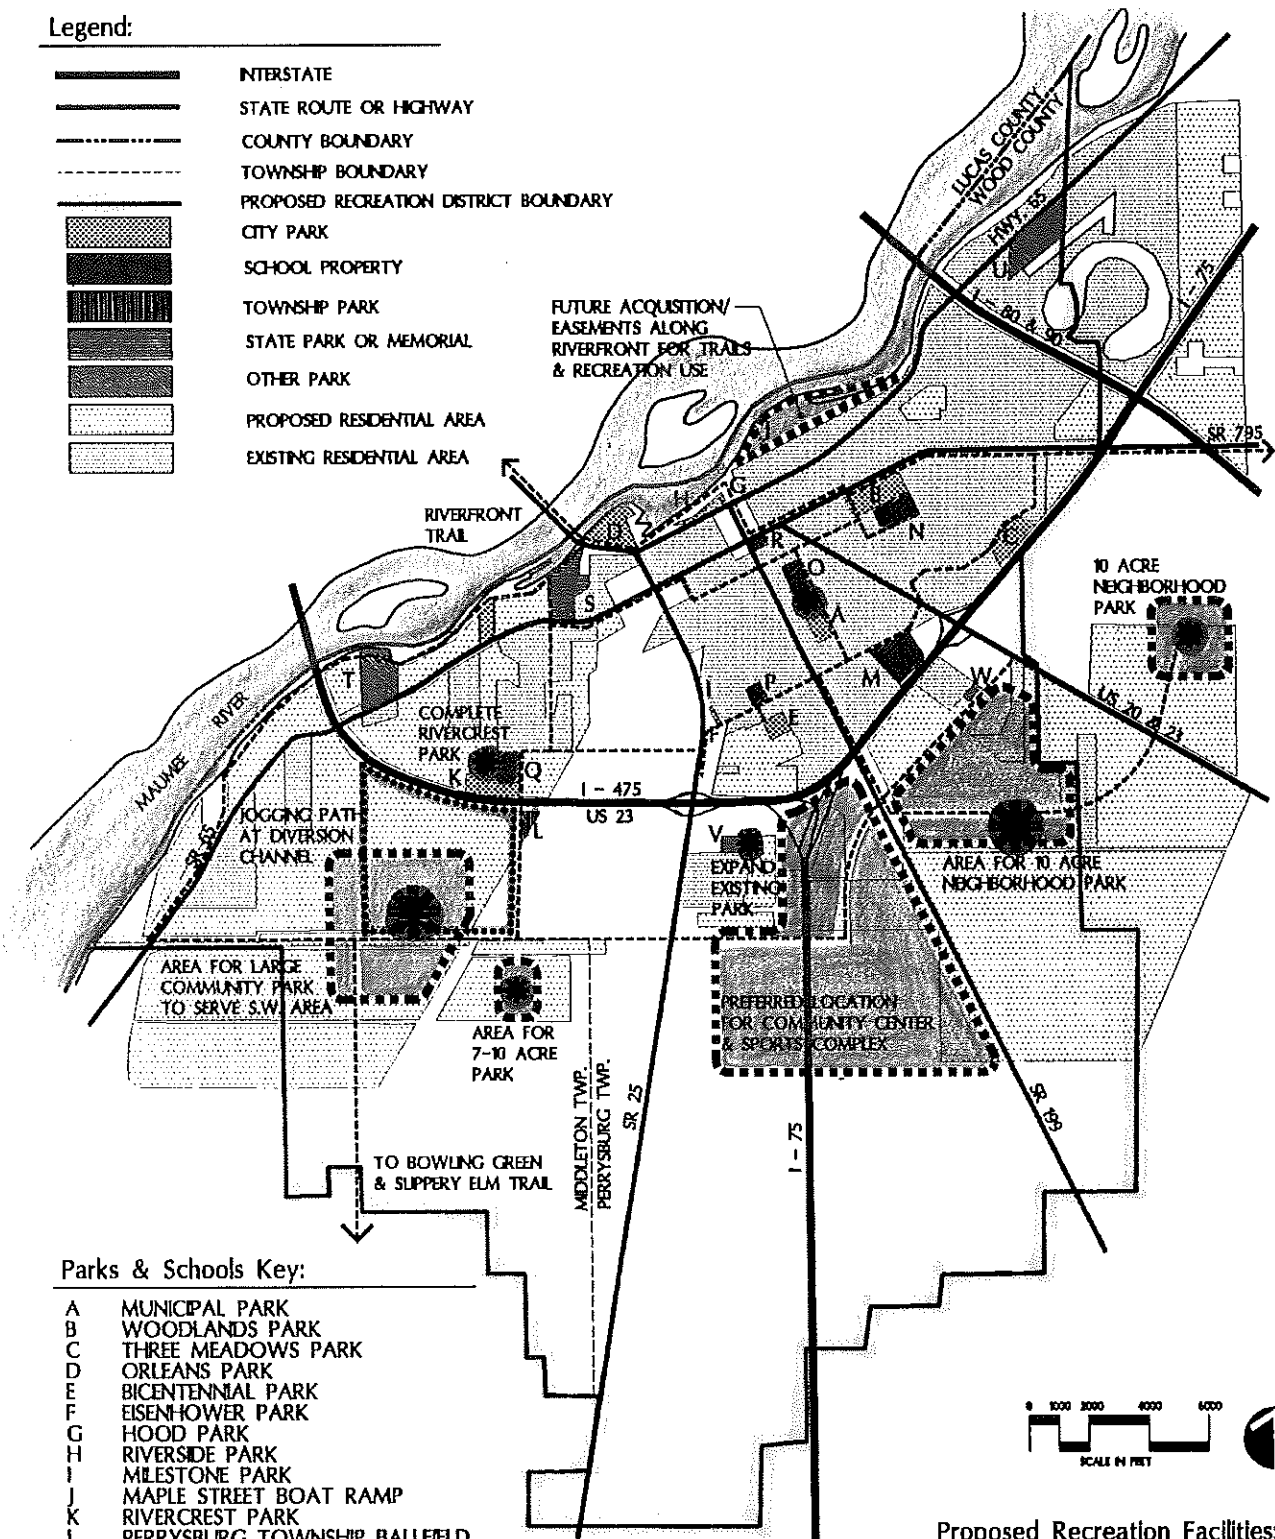 Legend:
INTERSTATE
STATE ROUTE OR HIGHWAY
COUNTY BOUNDARY
TOWNSHIP BOUNDARY
PROPOSED RECREATION DISTRICT BOUNDARY
CITY PARK
SCHOOL PROPERTY
TOWNSHIP PARK
STATE PARK OR MEMORIAL
OTHER PARK
PROPOSED RESIDENTIAL AREA
EXISTING RESIDENTIAL AREA
LUCAS COUNTY
WOOD COUNTY
HWY. 65
U
I - 80 & 90
I - 75
SR 795
FUTURE ACQUISITION/
EASEMENTS ALONG
RIVERFRONT FOR TRAILS
& RECREATION USE
J
G
H
B
N
RIVERFRONT
TRAIL
D
R
C
O
S
A
10 ACRE
NEIGHBORHOOD
PARK
T
M
W
P
I
E
F
US 20 & 23
MAUMEE RIVER
COMPLETE
RIVERCREST
PARK
K
Q
I - 475
US 23
L
JOGGING PATH
AT DIVERSION
CHANNEL
SR 65
V
EXPAND
EXISTING
PARK
AREA FOR 10 ACRE
NEIGHBORHOOD PARK
AREA FOR LARGE
COMMUNITY PARK
TO SERVE S.W. AREA
AREA FOR
7-10 ACRE
PARK
PREFERRED LOCATION
FOR COMMUNITY CENTER
& SPORTS COMPLEX
MIDDLETON TWP.
PERRYSBURG TWP.
SR 25
I - 75
SR 199
TO BOWLING GREEN
& SLIPPERY ELM TRAIL
Parks & Schools Key:
A MUNICIPAL PARK
B WOODLANDS PARK
C THREE MEADOWS PARK
D ORLEANS PARK
E BICENTENNIAL PARK
F EISENHOWER PARK
G HOOD PARK
H RIVERSIDE PARK
I MILESTONE PARK
J MAPLE STREET BOAT RAMP
K RIVERCREST PARK
L PERRYSBURG TOWNSHIP BALLFIELD
0 1000 2000 4000 6000
SCALE IN FEET
Proposed Recreation Facilities